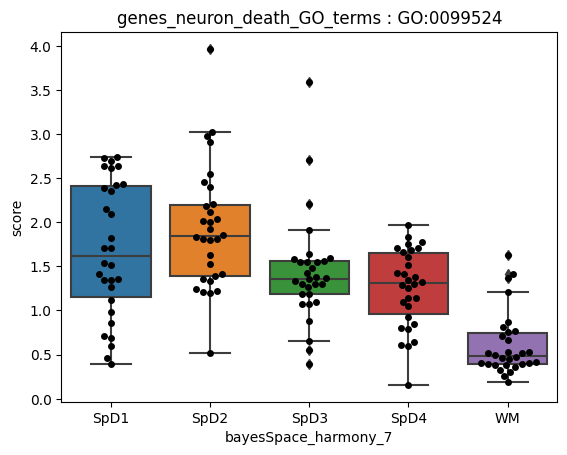 genes_neuron_death_GO_terms : GO:0099524
4.0
3.5
3.0
2.5
2.0
1.5
1.0
0.5
0.0
score
SpD1 SpD2 SpD3 SpD4 WM
bayesSpace_harmony_7